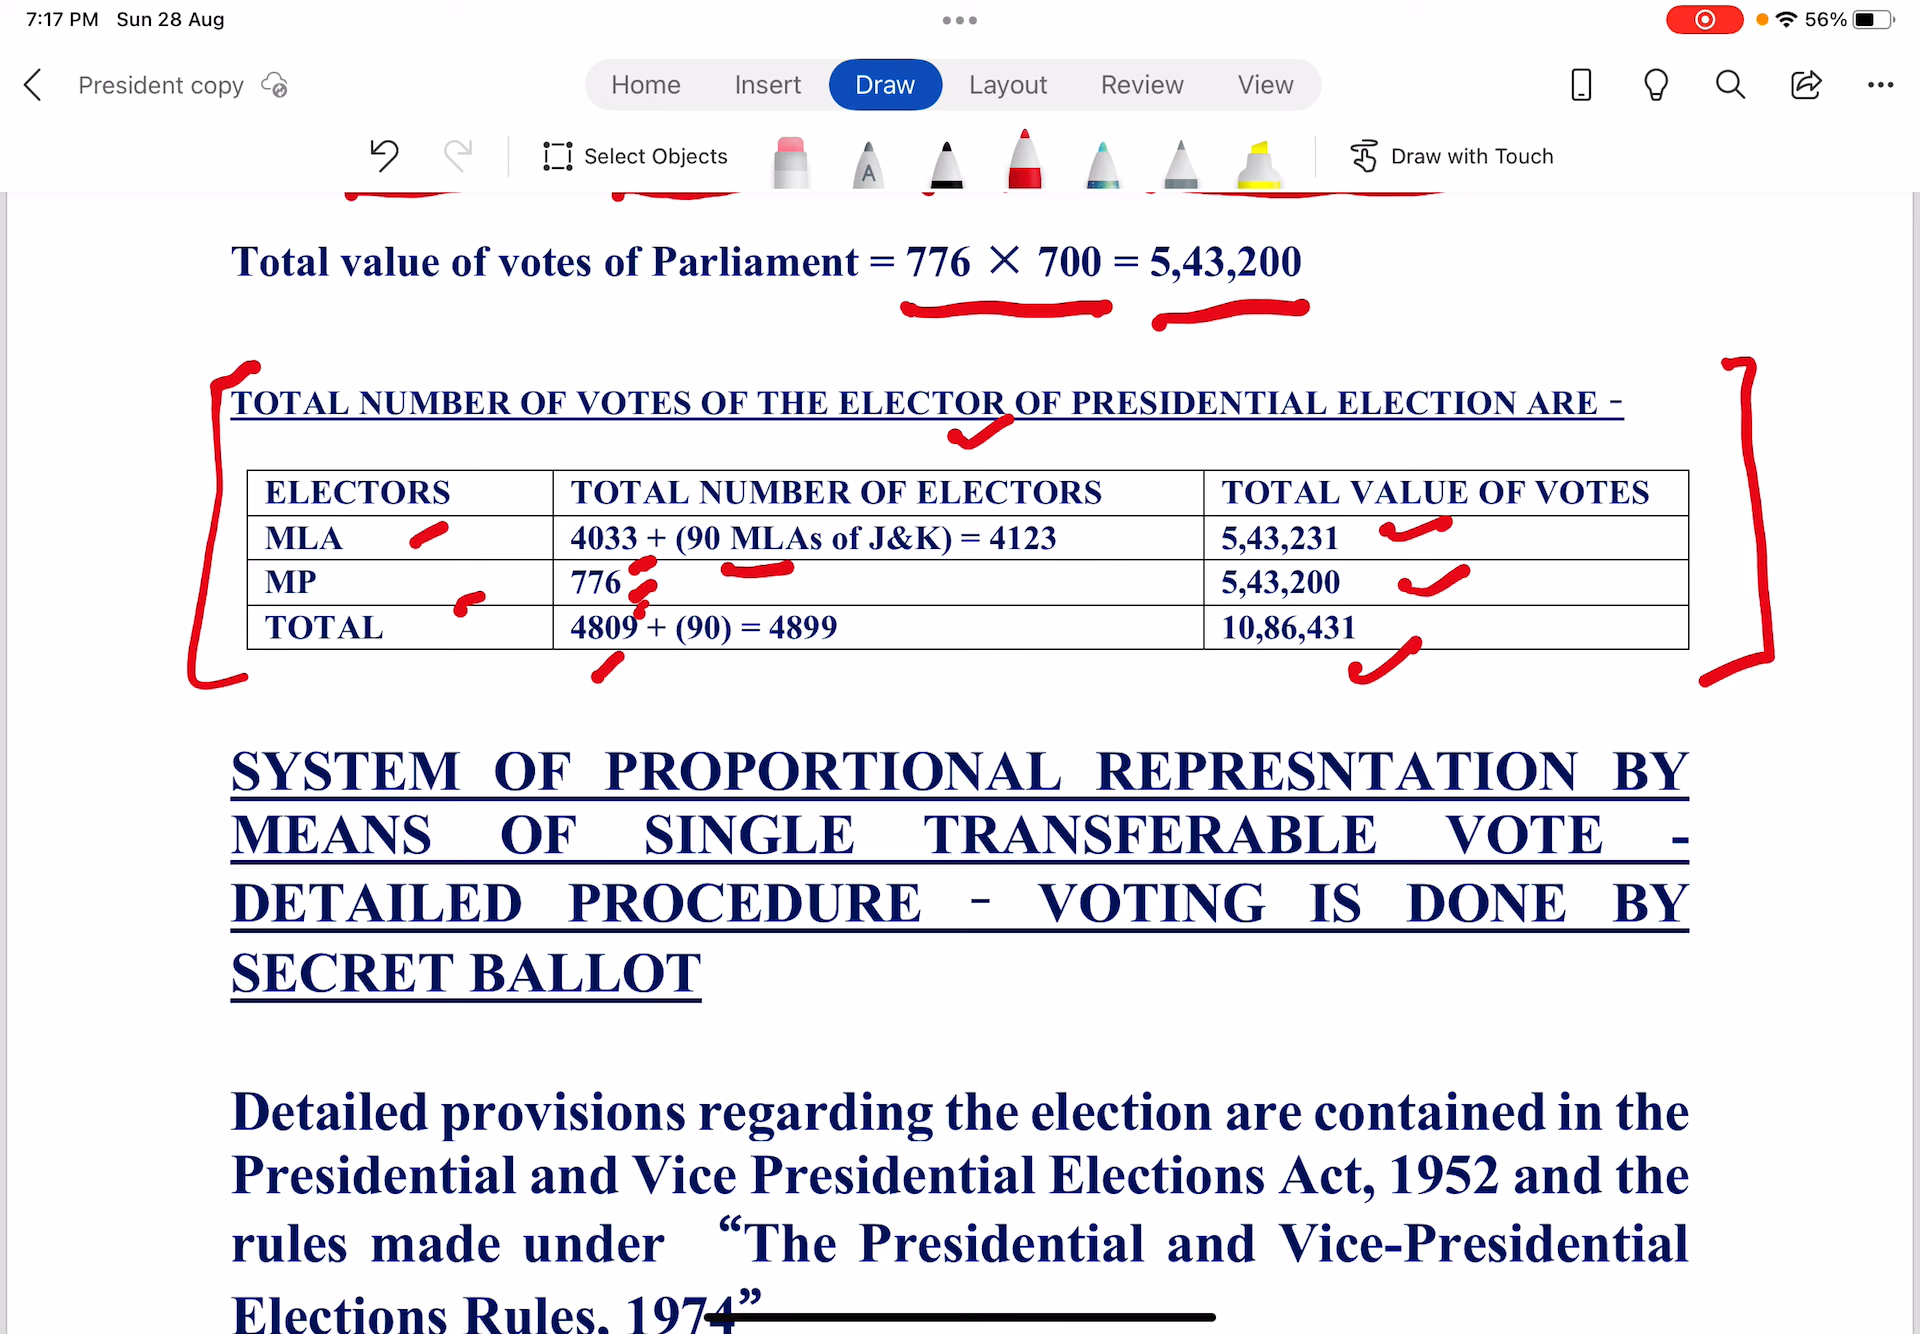 7:17 PM Sun 28 Aug
56%
President copy
Home Insert Draw Layout Review View
Select Objects
A
Draw with Touch
Total value of votes of Parliament = 776 × 700 = 5,43,200
TOTAL NUMBER OF VOTES OF THE ELECTOR OF PRESIDENTIAL ELECTION ARE -
ELECTORS TOTAL NUMBER OF ELECTORS TOTAL VALUE OF VOTES
MLA 4033 + (90 MLAs of J&K) = 4123 5,43,231
MP 776 5,43,200
TOTAL 4809 + (90) = 4899 10,86,431
SYSTEM OF PROPORTIONAL REPRESNTATION BY
MEANS OF SINGLE TRANSFERABLE VOTE -
DETAILED PROCEDURE - VOTING IS DONE BY
SECRET BALLOT
Detailed provisions regarding the election are contained in the
Presidential and Vice Presidential Elections Act, 1952 and the
rules made under “The Presidential and Vice-Presidential
Elections Rules, 1974”